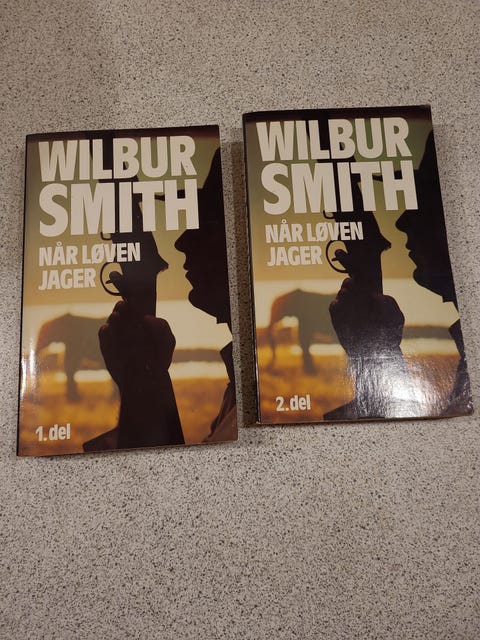 WILBUR
SMITH
NÅR LØVEN
JAGER
1. del
WILBUR
SMITH
NÅR LØVEN
JAGER
2. del